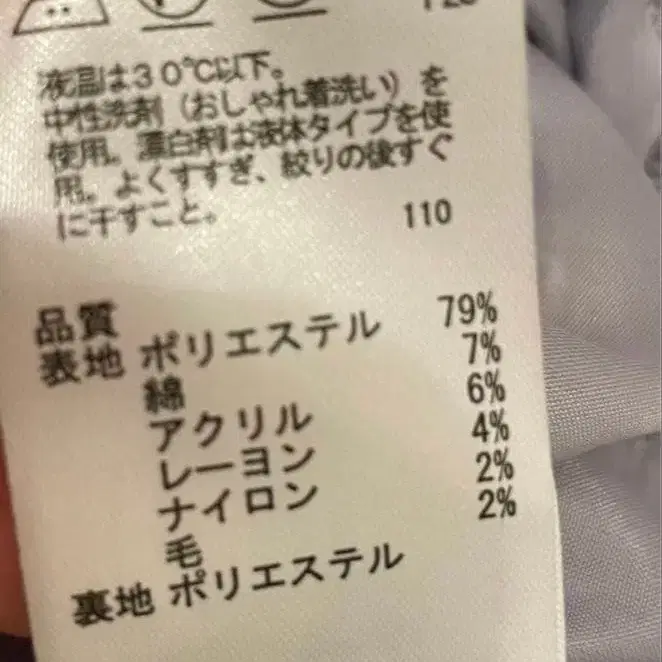 液温は30℃以下。
中性洗剤（おしゃれ着洗い）を
使用。漂白剤は液体タイプを使
用。よくすすぎ、絞りの後すぐ
に干すこと。 110
品質
表地 ポリエステル 79%
綿 7%
アクリル 6%
レーヨン 4%
ナイロン 2%
毛 2%
裏地 ポリエステル